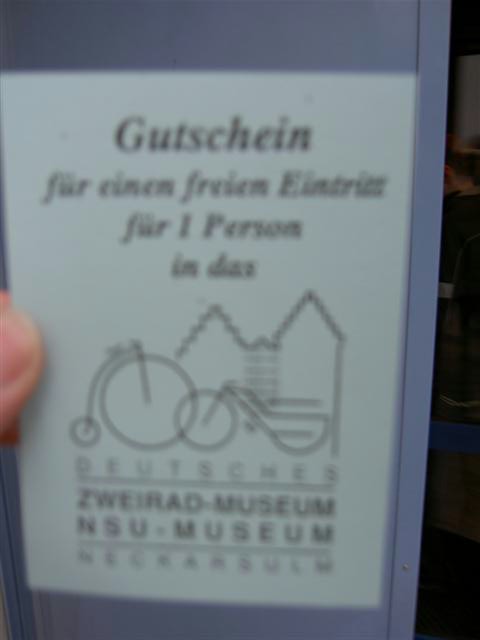 Gutschein
für einen freien Eintritt
für 1 Person
in das
DEUTSCHES
ZWEIRAD-MUSEUM
NSU-MUSEUM
NECKARSULM